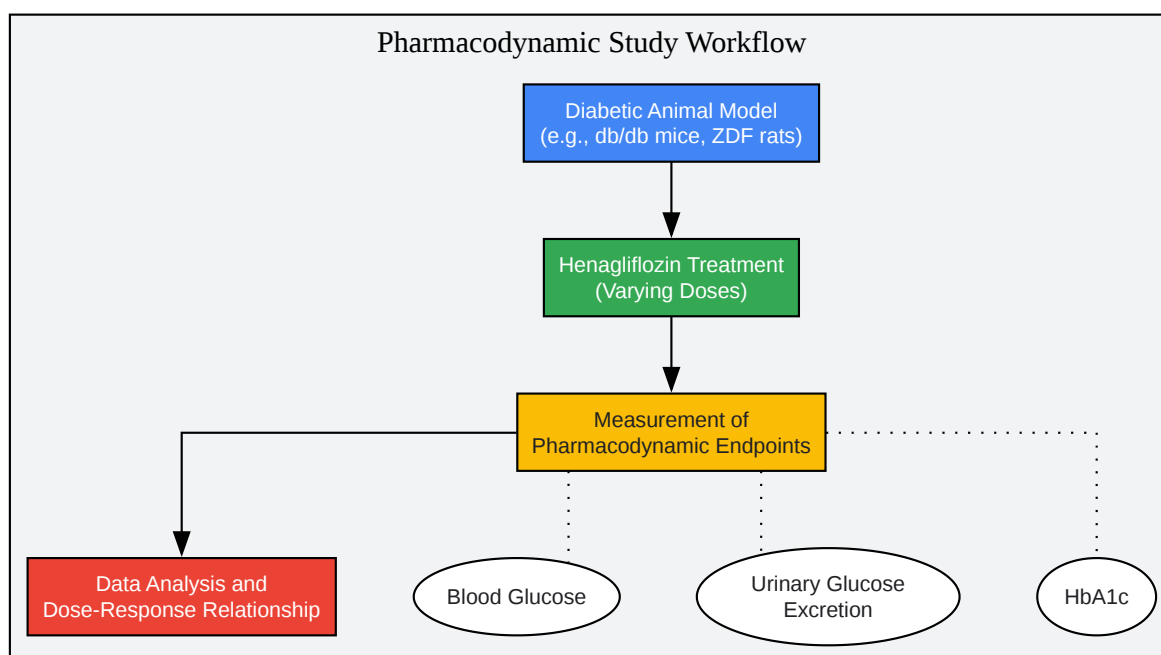 Pharmacodynamic Study Workflow
Diabetic Animal Model
(e.g., db/db mice, ZDF rats)
Henagliflozin Treatment
(Varying Doses)
Measurement of
Pharmacodynamic Endpoints
Data Analysis and
Dose-Response Relationship
Blood Glucose
Urinary Glucose
Excretion
HbA1c